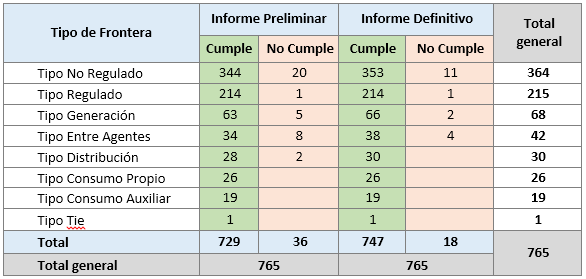 Tipo de Frontera Informe Preliminar Informe Definitivo Total general
Cumple No Cumple Cumple No Cumple
Tipo No Regulado 344 20 353 11 364
Tipo Regulado 214 1 214 1 215
Tipo Generación 63 5 66 2 68
Tipo Entre Agentes 34 8 38 4 42
Tipo Distribución 28 2 30 30
Tipo Consumo Propio 26 26 26
Tipo Consumo Auxiliar 19 19 19
Tipo Tie 1 1 1
Total 729 36 747 18 765
Total general 765 765